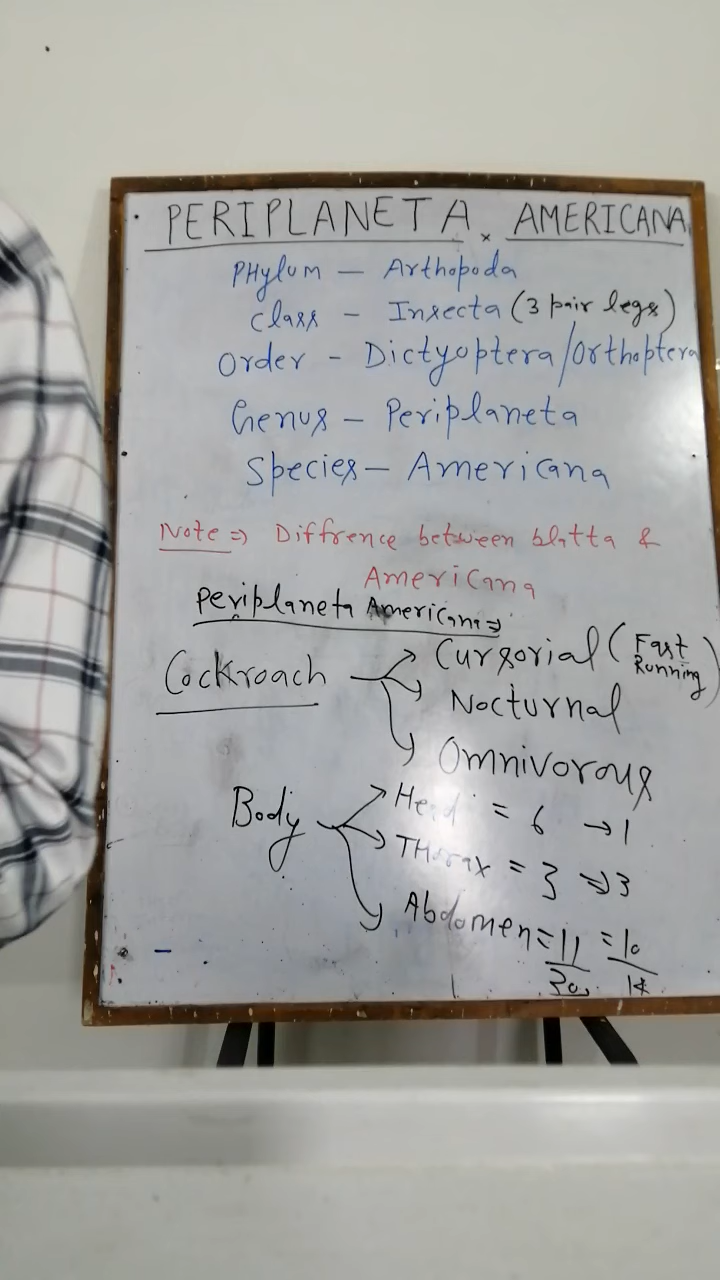 PERIPLANETA AMERICANA
PHylum — Arthopoda
Class — Insecta (3 pair legs)
Order - Dictyoptera/Orthoptera
Genus — Periplaneta
Species — Americana
Note ⇒ Diffrence between blatta &
Americana
Periplaneta Americana ⇒
Cockroach → Cursorial (Fast Running)
→ Nocturnal
→ Omnivorous
Body → Head = 6 → 1
→ THorax = 3 ⇒ 3
→ Abdomen = 11 = 10
20 14